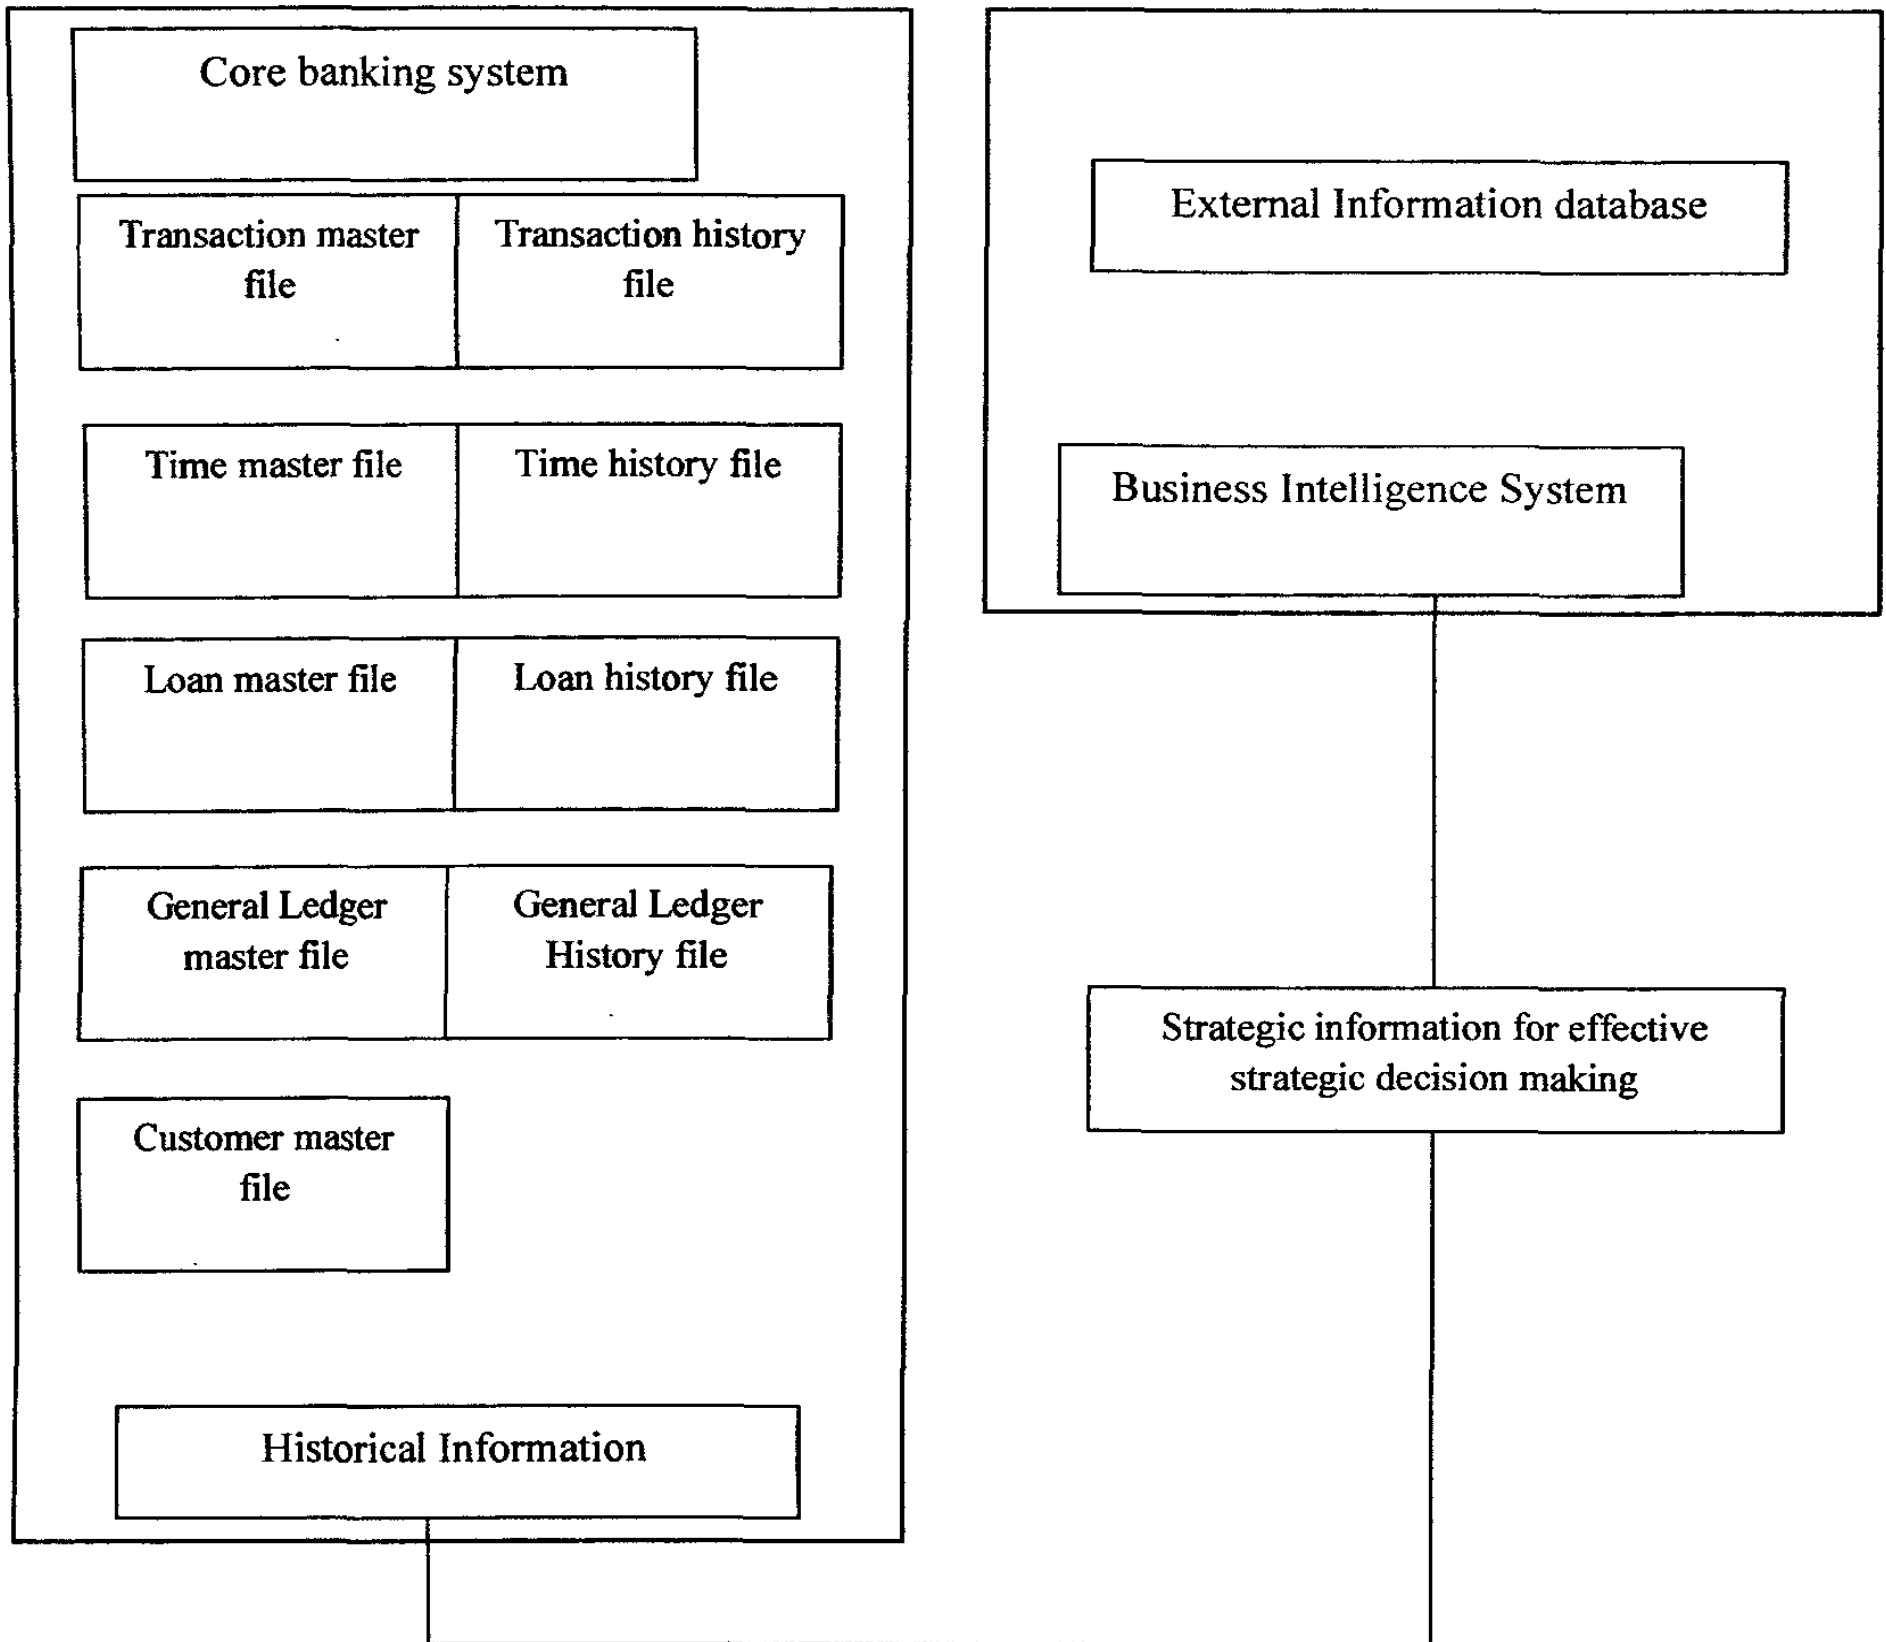 Core banking system
Transaction master
file
Transaction history
file
Time master file
Time history file
Loan master file
Loan history file
General Ledger
master file
General Ledger
History file
Customer master
file
Historical Information
External Information database
Business Intelligence System
Strategic information for effective
strategic decision making